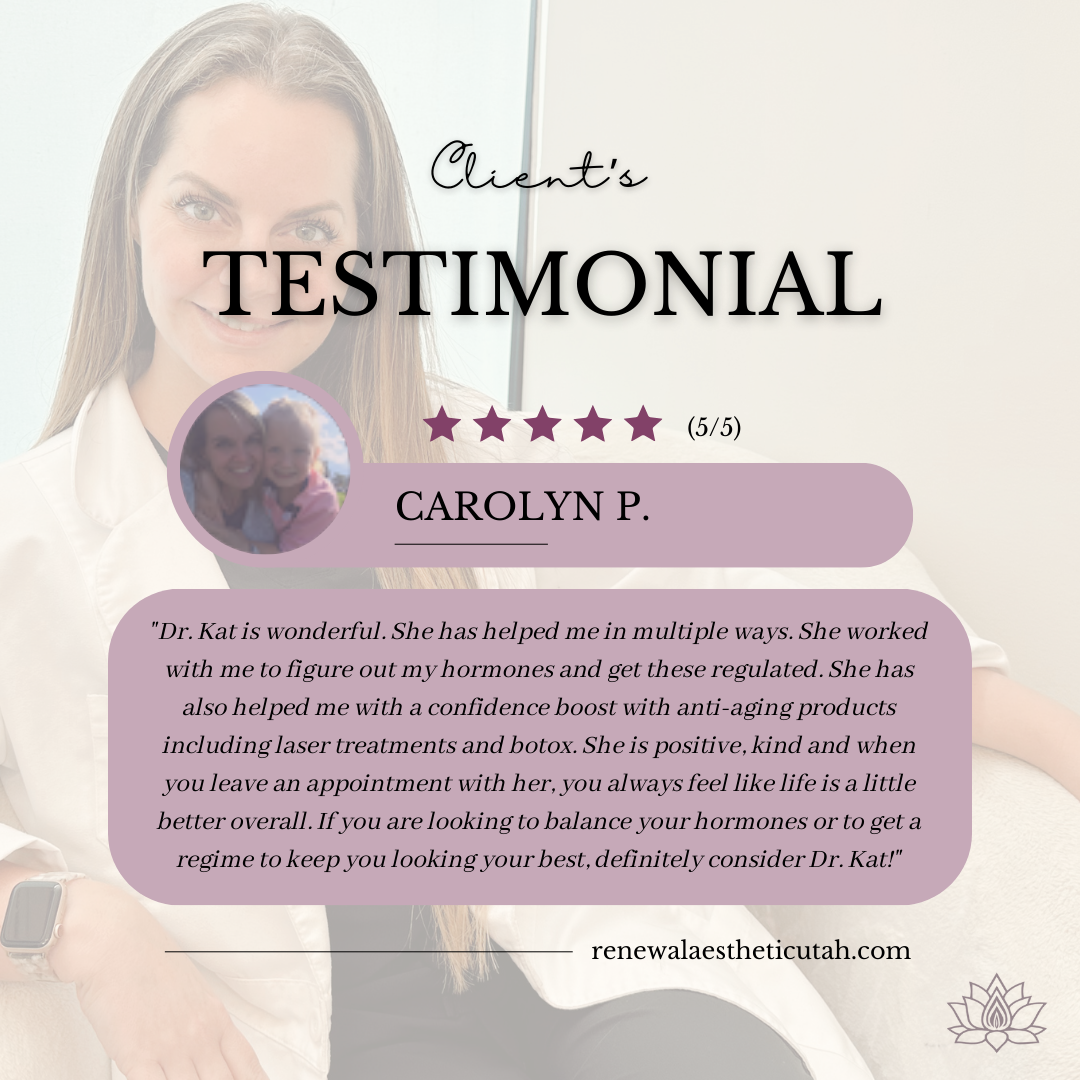 Client's
TESTIMONIAL
(5/5)
CAROLYN P.
"Dr. Kat is wonderful. She has helped me in multiple ways. She worked
with me to figure out my hormones and get these regulated. She has
also helped me with a confidence boost with anti-aging products
including laser treatments and botox. She is positive, kind and when
you leave an appointment with her, you always feel like life is a little
better overall. If you are looking to balance your hormones or to get a
regime to keep you looking your best, definitely consider Dr. Kat!"
renewalaestheticutah.com